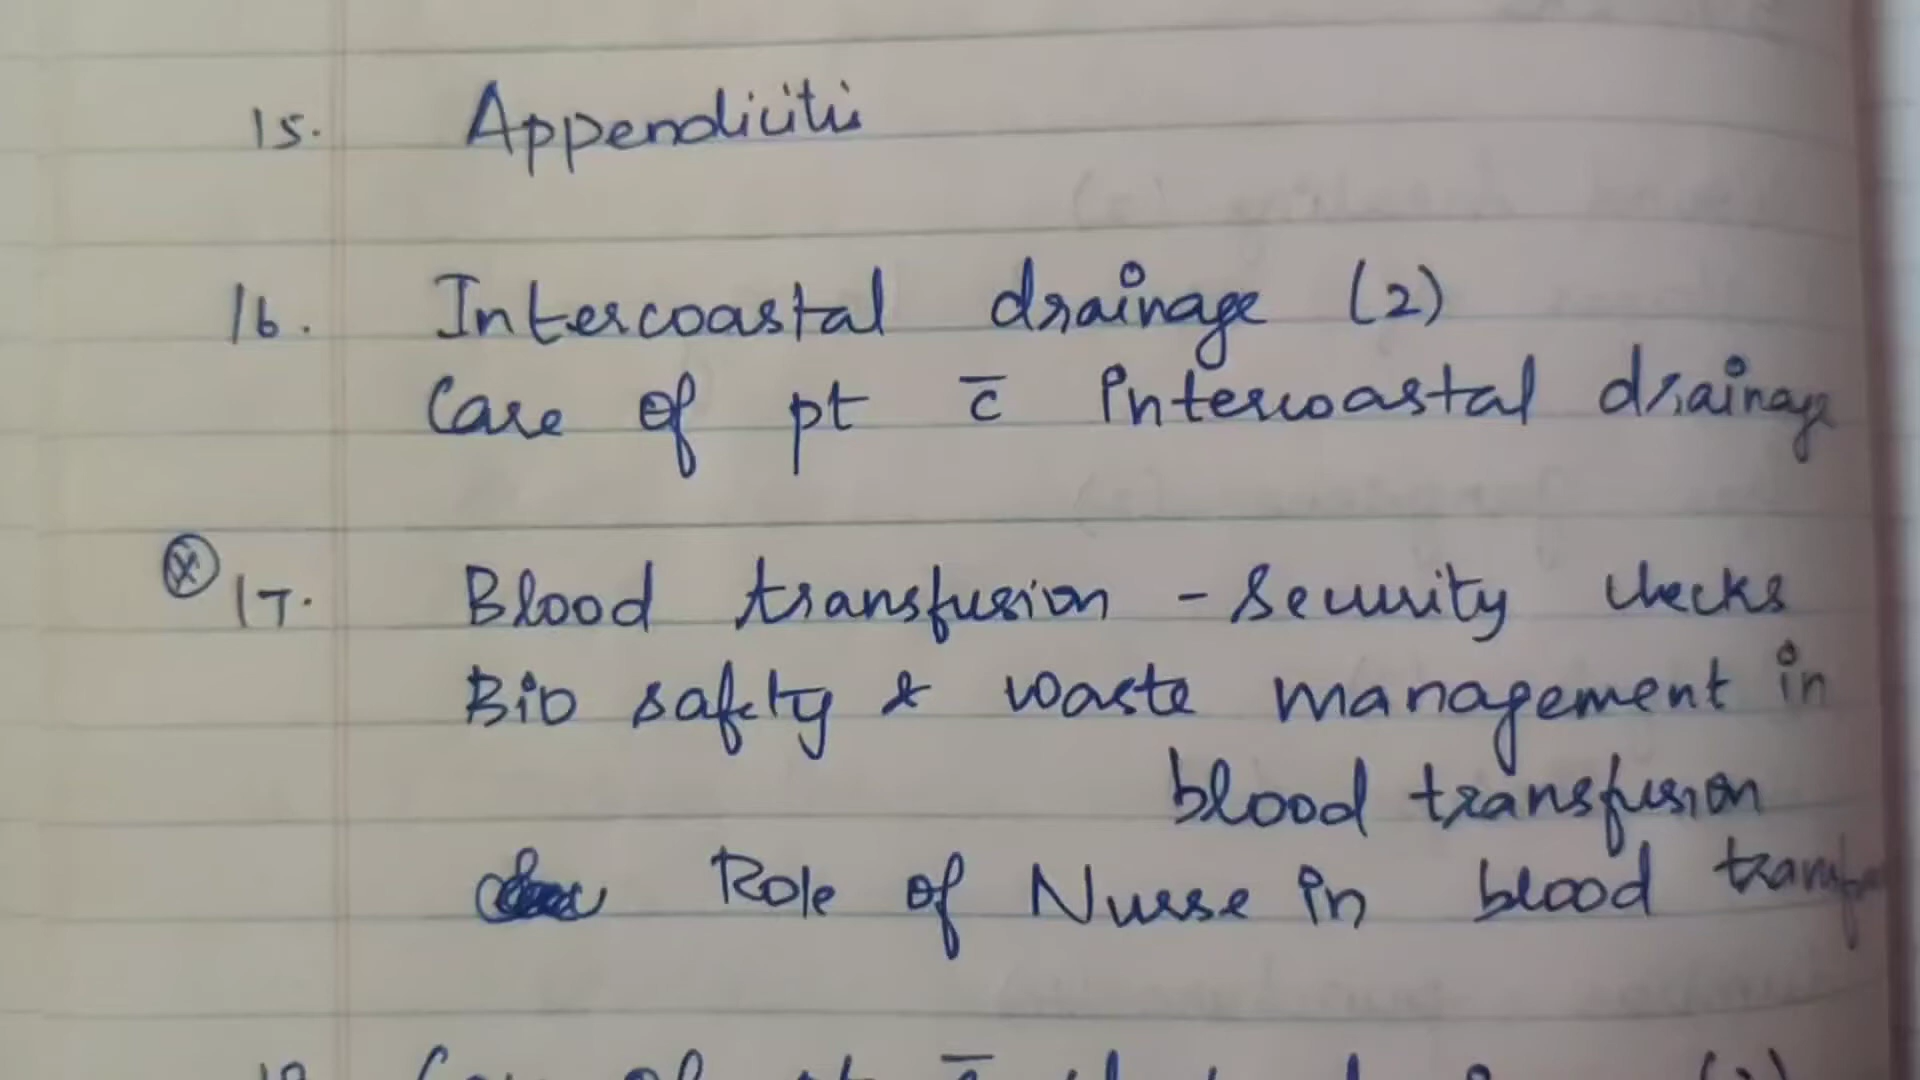 15. Appendicitis
16. Intercoastal drainage (2)
Care of pt c̅ intercoastal drainage
17. Blood transfusion - Security checks
Bio safety & waste management in
blood transfusion
Role of Nurse in blood